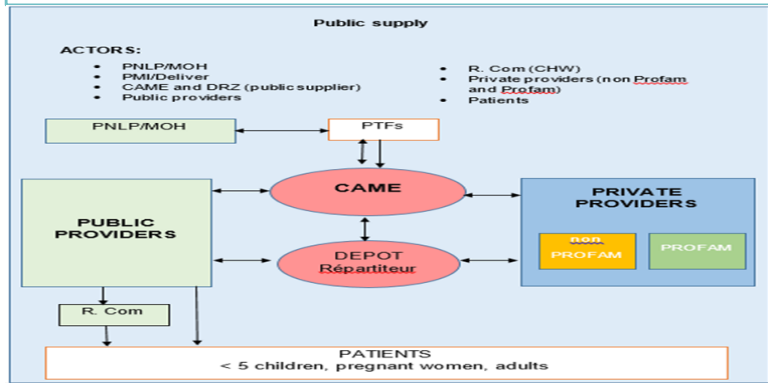 Public supply
ACTORS:
• PNLP/MOH
• PMI/Deliver
• CAME and DRZ (public supplier)
• Public providers
• R. Com (CHW)
• Private providers (non Profam
and Profam)
• Patients
PNLP/MOH
PTFs
CAME
PUBLIC
PROVIDERS
PRIVATE
PROVIDERS
non
PROFAM
PROFAM
DEPOT
Répartiteur
R. Com
PATIENTS
< 5 children, pregnant women, adults